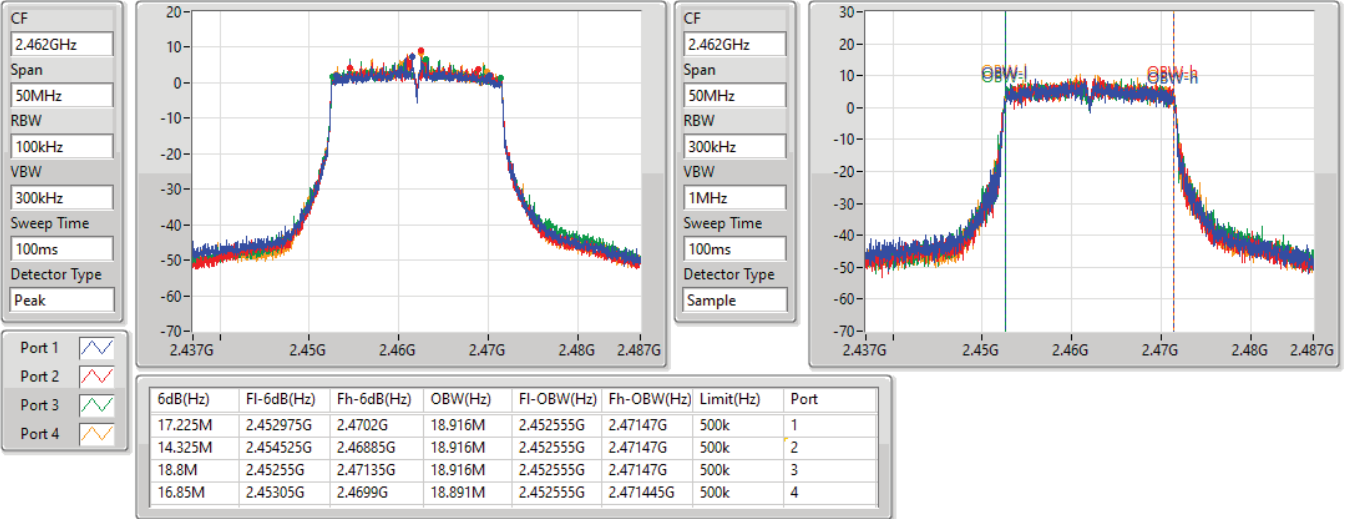 CF
2.462GHz
Span
50MHz
RBW
100kHz
VBW
300kHz
Sweep Time
100ms
Detector Type
Peak
20
10
0
-10
-20
-30
-40
-50
-60
-70
2.437G 2.45G 2.46G 2.47G 2.48G 2.487G
CF
2.462GHz
Span
50MHz
RBW
300kHz
VBW
1MHz
Sweep Time
100ms
Detector Type
Sample
30
20
10
0
-10
-20
-30
-40
-50
-60
-70
OBW-l OBW-h
2.437G 2.45G 2.46G 2.47G 2.48G 2.487G
Port 1
Port 2
Port 3
Port 4
6dB(Hz) Fl-6dB(Hz) Fh-6dB(Hz) OBW(Hz) Fl-OBW(Hz) Fh-OBW(Hz) Limit(Hz) Port
17.225M 2.452975G 2.4702G 18.916M 2.452555G 2.47147G 500k 1
14.325M 2.454525G 2.46885G 18.916M 2.452555G 2.47147G 500k 2
18.8M 2.45255G 2.47135G 18.916M 2.452555G 2.47147G 500k 3
16.85M 2.45305G 2.4699G 18.891M 2.452555G 2.471445G 500k 4